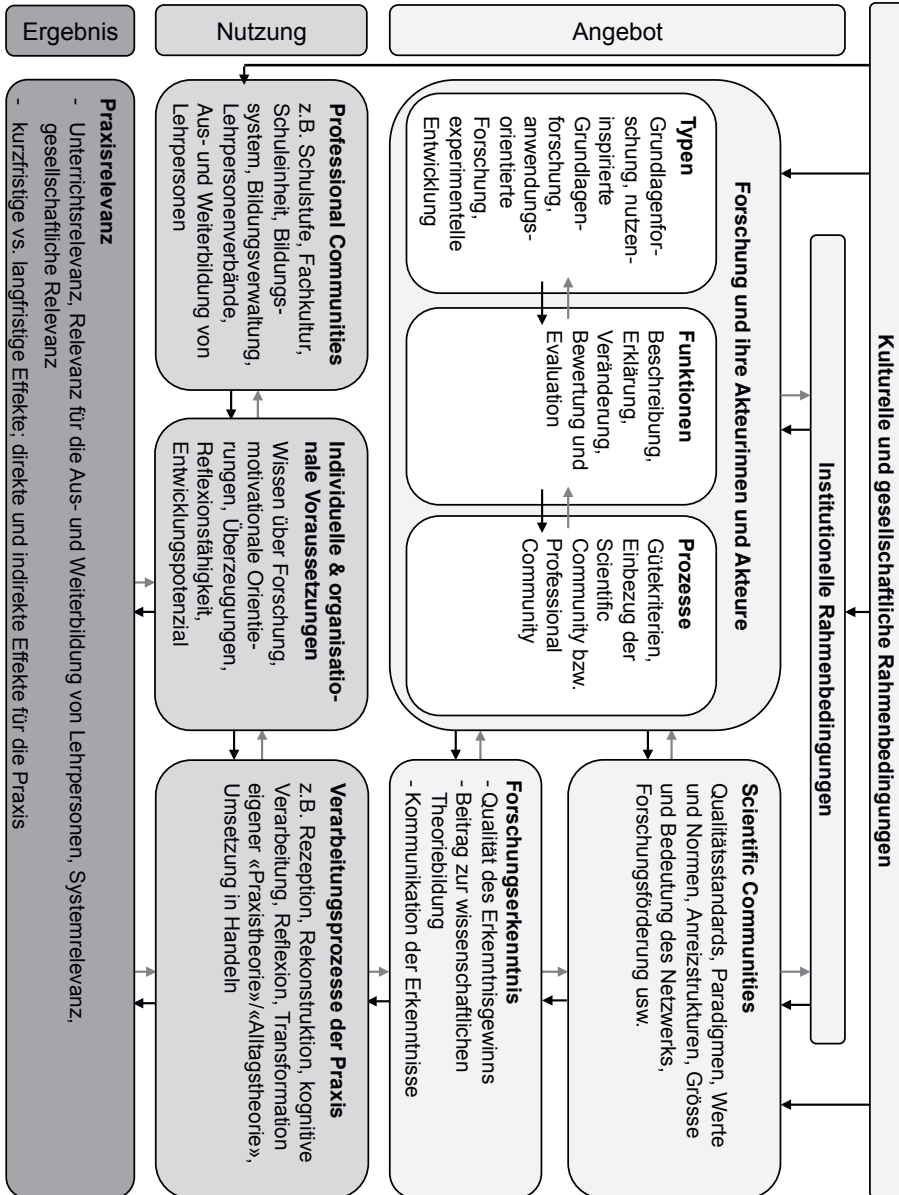 Kulturelle und gesellschaftliche Rahmenbedingungen
Institutionelle Rahmenbedingungen
Angebot
Forschung und ihre Akteurinnen und Akteure
Typen
Grundlagenfor-
schung, nutzen-
inspirierte
Grundlagen-
forschung,
anwendungs-
orientierte
Forschung,
experimentelle
Entwicklung
Funktionen
Beschreibung,
Erklärung,
Veränderung,
Bewertung und
Evaluation
Prozesse
Gütekriterien,
Einbezug der
Scientific
Community bzw.
Professional
Community
Scientific Communities
Qualitätsstandards, Paradigmen, Werte
und Normen, Anreizstrukturen, Grösse
und Bedeutung des Netzwerks,
Forschungsförderung usw.
Forschungserkenntnis
- Qualität des Erkenntnisgewinns
- Beitrag zur wissenschaftlichen
Theoriebildung
- Kommunikation der Erkenntnisse
Nutzung
Professional Communities
z.B. Schulstufe, Fachkultur,
Schuleinheit, Bildungs-
system, Bildungsverwaltung,
Lehrpersonenverbände,
Aus- und Weiterbildung von
Lehrpersonen
Individuelle & organisatio-
nale Voraussetzungen
Wissen über Forschung,
motivationale Orientie-
rungen, Überzeugungen,
Reflexionsfähigkeit,
Entwicklungspotenzial
Verarbeitungsprozesse der Praxis
z.B. Rezeption, Rekonstruktion, kognitive
Verarbeitung, Reflexion, Transformation
eigener «Praxistheorie»/«Alltagstheorie»,
Umsetzung in Handeln
Ergebnis
Praxisrelevanz
- Unterrichtsrelevanz, Relevanz für die Aus- und Weiterbildung von Lehrpersonen, Systemrelevanz,
gesellschaftliche Relevanz
- kurzfristige vs. langfristige Effekte; direkte und indirekte Effekte für die Praxis